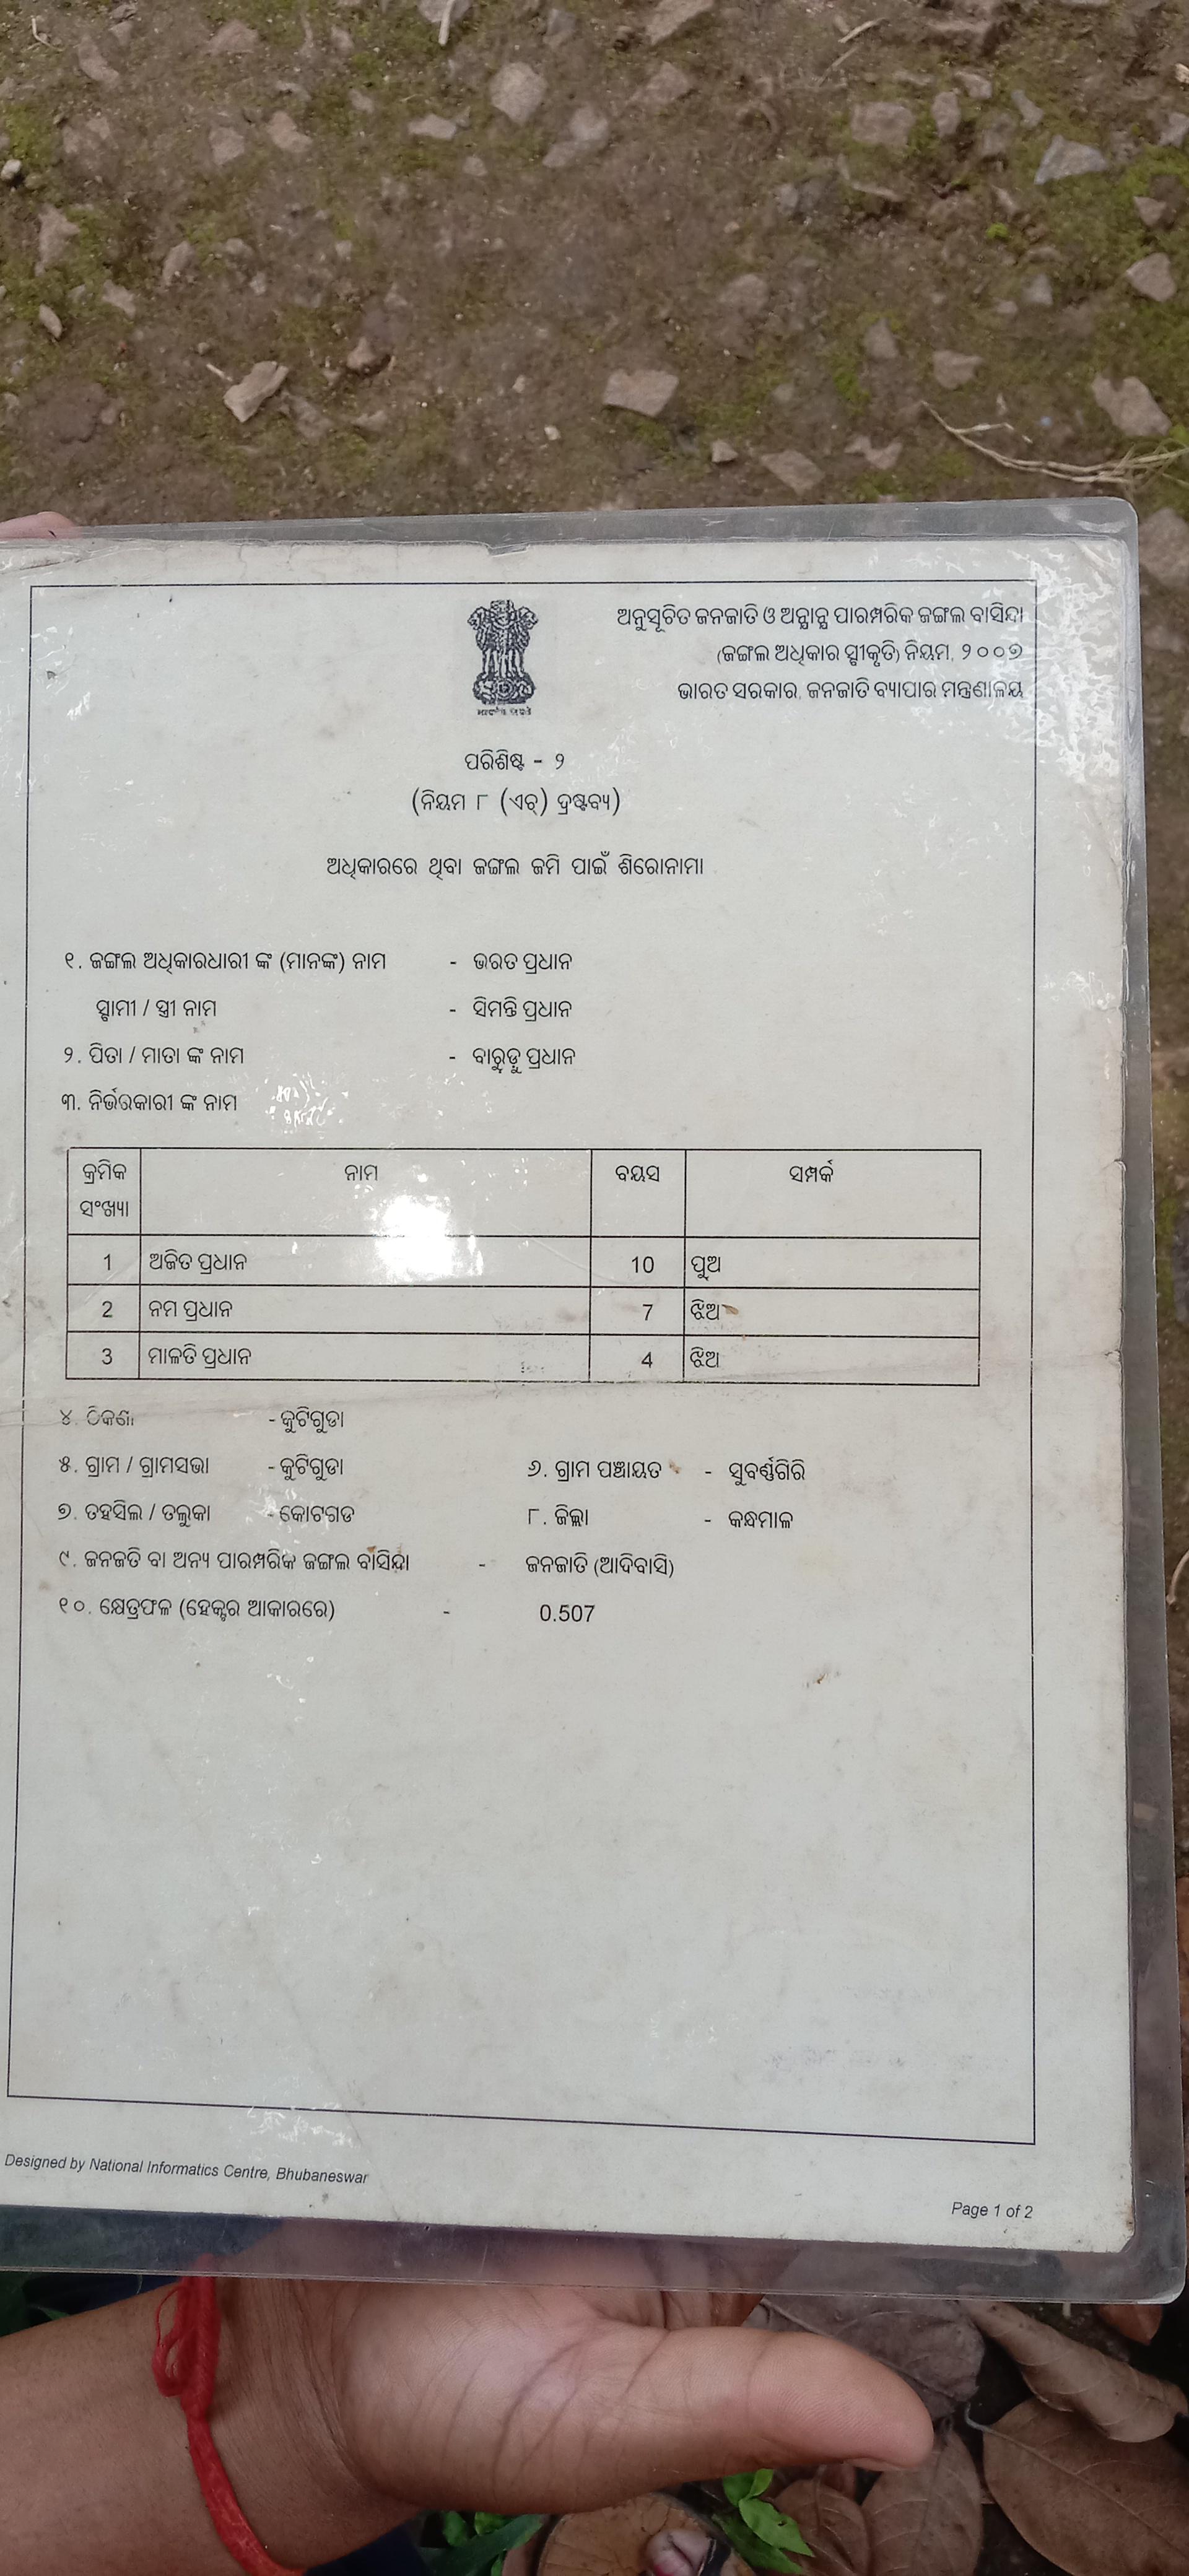 ଅନୁସୂଚିତ ଜନଜାତି ଓ ଅନ୍ଯାନ୍ଯ ପାରମ୍ପରିକ ଜଙ୍ଗଲ ବାସିନ୍ଦା
(ଜଙ୍ଗଲ ଅଧିକାର ସ୍ବୀକୃତି) ନିୟମ, ୨୦୦୭
ଭାରତ ସରକାର, ଜନଜାତି ବ୍ୟାପାର ମନ୍ତ୍ରଣାଳୟ
ପରିଶିଷ୍ଟ - ୨
(ନିୟମ ୮ (ଏଚ୍) ଦ୍ରଷ୍ଟବ୍ୟ)
ଅଧିକାରରେ ଥିବା ଜଙ୍ଗଲ ଜମି ପାଇଁ ଶିରୋନାମା
୧. ଜଙ୍ଗଲ ଅଧିକାରଧାରୀ ଙ୍କ (ମାନଙ୍କ) ନାମ - ଭରତ ପ୍ରଧାନ
ସ୍ବାମୀ / ସ୍ତ୍ରୀ ନାମ - ସିମନ୍ତି ପ୍ରଧାନ
୨. ପିତା / ମାତା ଙ୍କ ନାମ - ବାରୁଡୁ ପ୍ରଧାନ
୩. ନିର୍ଭରକାରୀ ଙ୍କ ନାମ
କ୍ରମିକ ସଂଖ୍ୟା ନାମ ବୟସ ସମ୍ପର୍କ
1 ଅଜିତ ପ୍ରଧାନ 10 ପୁଅ
2 ନମ ପ୍ରଧାନ 7 ଝିଅ
3 ମାଳତି ପ୍ରଧାନ 4 ଝିଅ
୪. ଠିକଣା - କୁଟିଗୁଡା
୫. ଗ୍ରାମ / ଗ୍ରାମସଭା - କୁଟିଗୁଡା ୬. ଗ୍ରାମ ପଞ୍ଚାୟତ - ସୁବର୍ଣ୍ଣଗିରି
୭. ତହସିଲ / ତଲୁକା - କୋଟଗଡ ୮. ଜିଲ୍ଲା - କନ୍ଧମାଳ
୯. ଜନଜତି ବା ଅନ୍ୟ ପାରମ୍ପରିକ ଜଙ୍ଗଲ ବାସିନ୍ଦା - ଜନଜାତି (ଆଦିବାସି)
୧୦. କ୍ଷେତ୍ରଫଳ (ହେକ୍ଟର ଆକାରରେ) - 0.507
Designed by National Informatics Centre, Bhubaneswar
Page 1 of 2